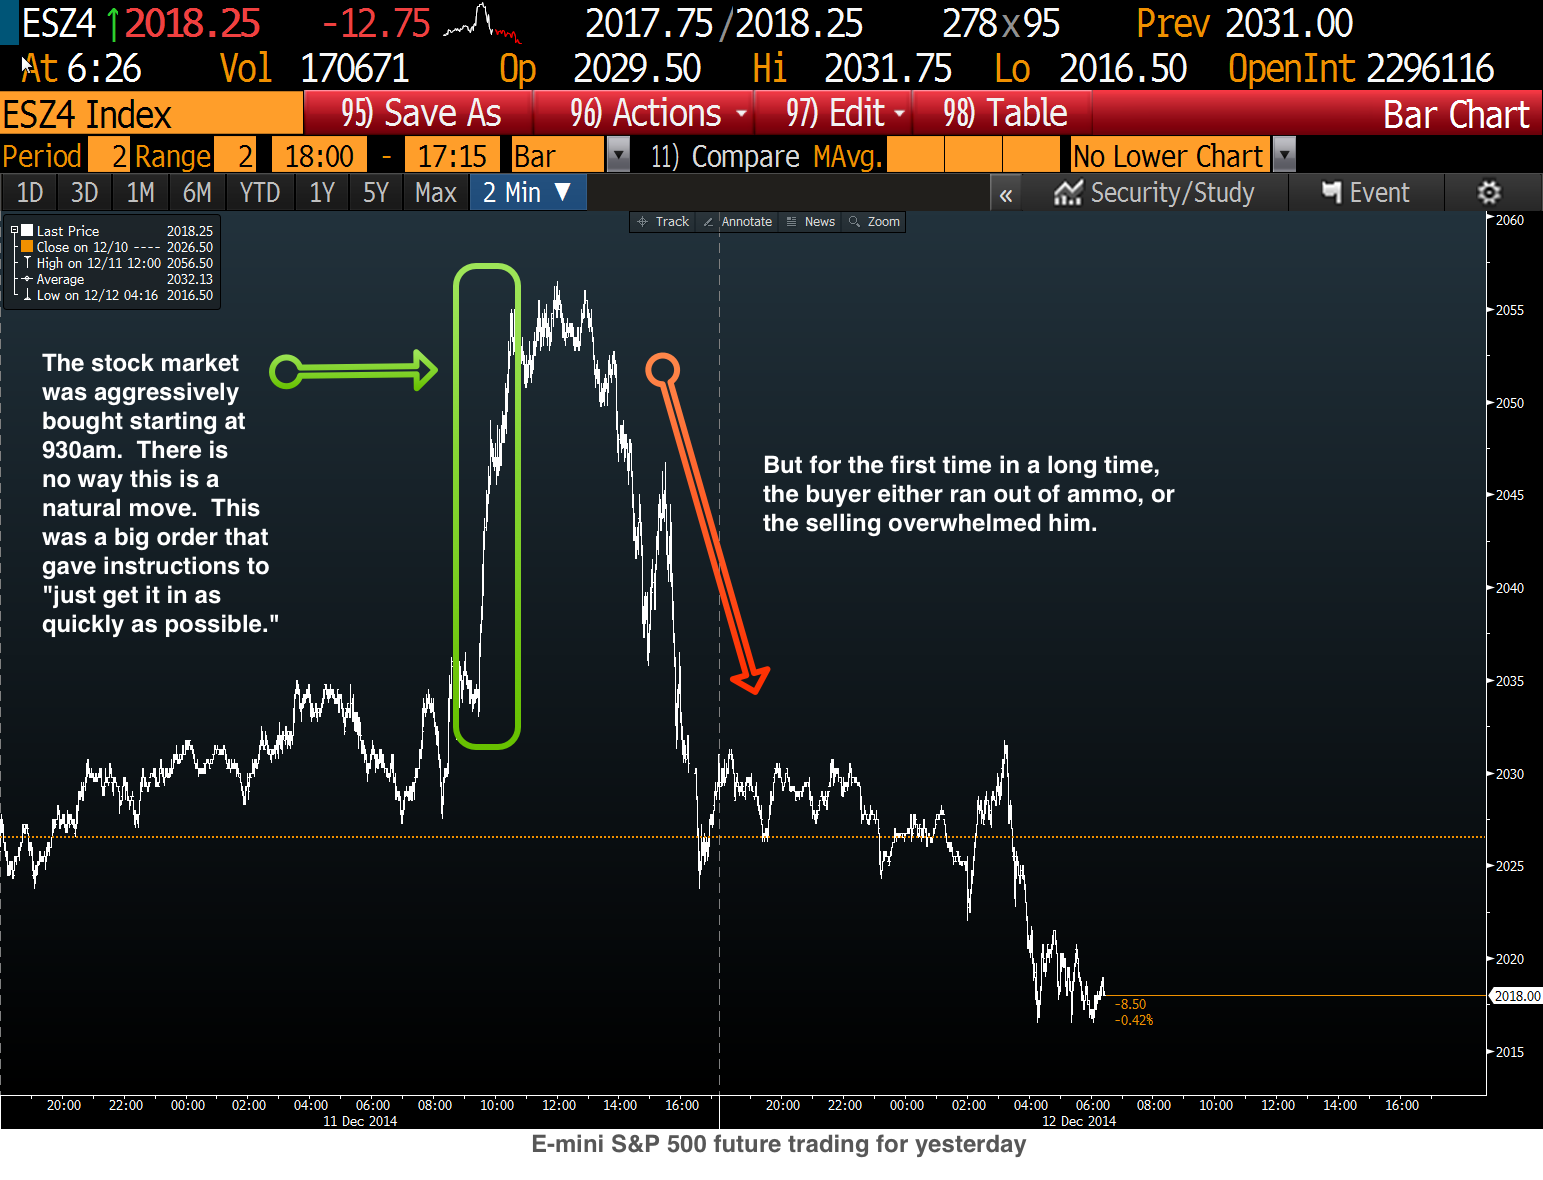 ESZ4 ↑2018.25 -12.75 2017.75/2018.25 278x95 Prev 2031.00
At 6:26 Vol 170671 Op 2029.50 Hi 2031.75 Lo 2016.50 OpenInt 2296116
ESZ4 Index 95) Save As 96) Actions 97) Edit 98) Table Bar Chart
Period 2 Range 2 18:00 - 17:15 Bar 11) Compare MAvg. No Lower Chart
1D 3D 1M 6M YTD 1Y 5Y Max 2 Min ▼ « Security/Study Event
Track Annotate News Zoom
Last Price 2018.25
Close on 12/10 ---- 2026.50
High on 12/11 12:00 2056.50
Average 2032.13
Low on 12/12 04:16 2016.50
The stock market
was aggressively
bought starting at
930am. There is
no way this is a
natural move. This
was a big order that
gave instructions to
"just get it in as
quickly as possible."
But for the first time in a long time,
the buyer either ran out of ammo, or
the selling overwhelmed him.
2060
2055
2050
2045
2040
2035
2030
2025
2020
2018.00
2015
-8.50
-0.42%
20:00 22:00 00:00 02:00 04:00 06:00 08:00 10:00 12:00 14:00 16:00 20:00 22:00 00:00 02:00 04:00 06:00 08:00 10:00 12:00 14:00 16:00
11 Dec 2014 12 Dec 2014
E-mini S&P 500 future trading for yesterday